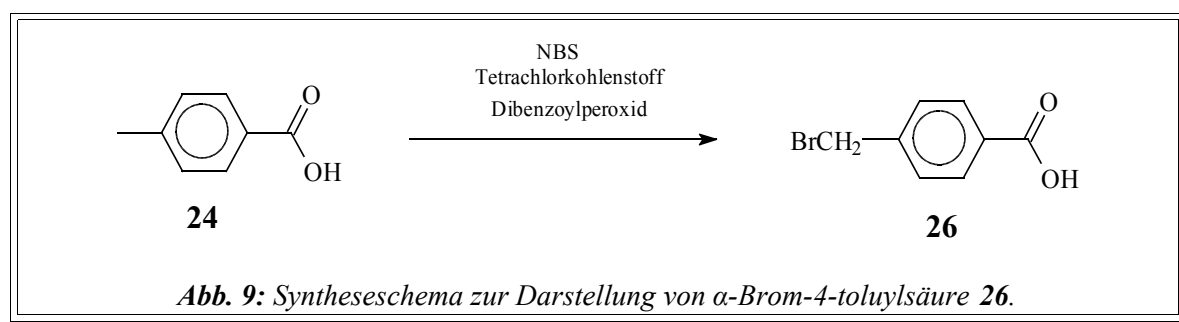 NBS
Tetrachlorkohlenstoff
Dibenzoylperoxid
O
OH
24
BrCH2
O
OH
26
Abb. 9: Syntheseschema zur Darstellung von α-Brom-4-toluylsäure 26.